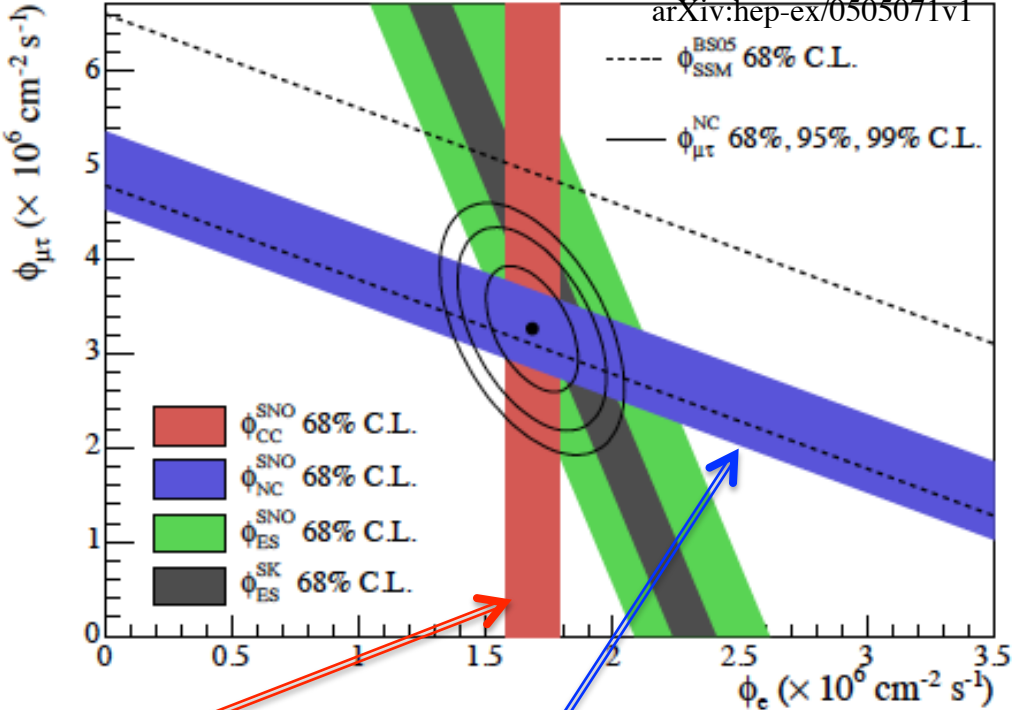 arXiv:hep-ex/0505071v1
ϕ_SSM^BS05 68% C.L.
ϕ_μτ^NC 68%, 95%, 99% C.L.
ϕ_μτ (× 10^6 cm^-2 s^-1)
6
5
4
3
2
1
0
ϕ_CC^SNO 68% C.L.
ϕ_NC^SNO 68% C.L.
ϕ_ES^SNO 68% C.L.
ϕ_ES^SK 68% C.L.
0 0.5 1 1.5 2 2.5 3 3.5
ϕ_e (× 10^6 cm^-2 s^-1)